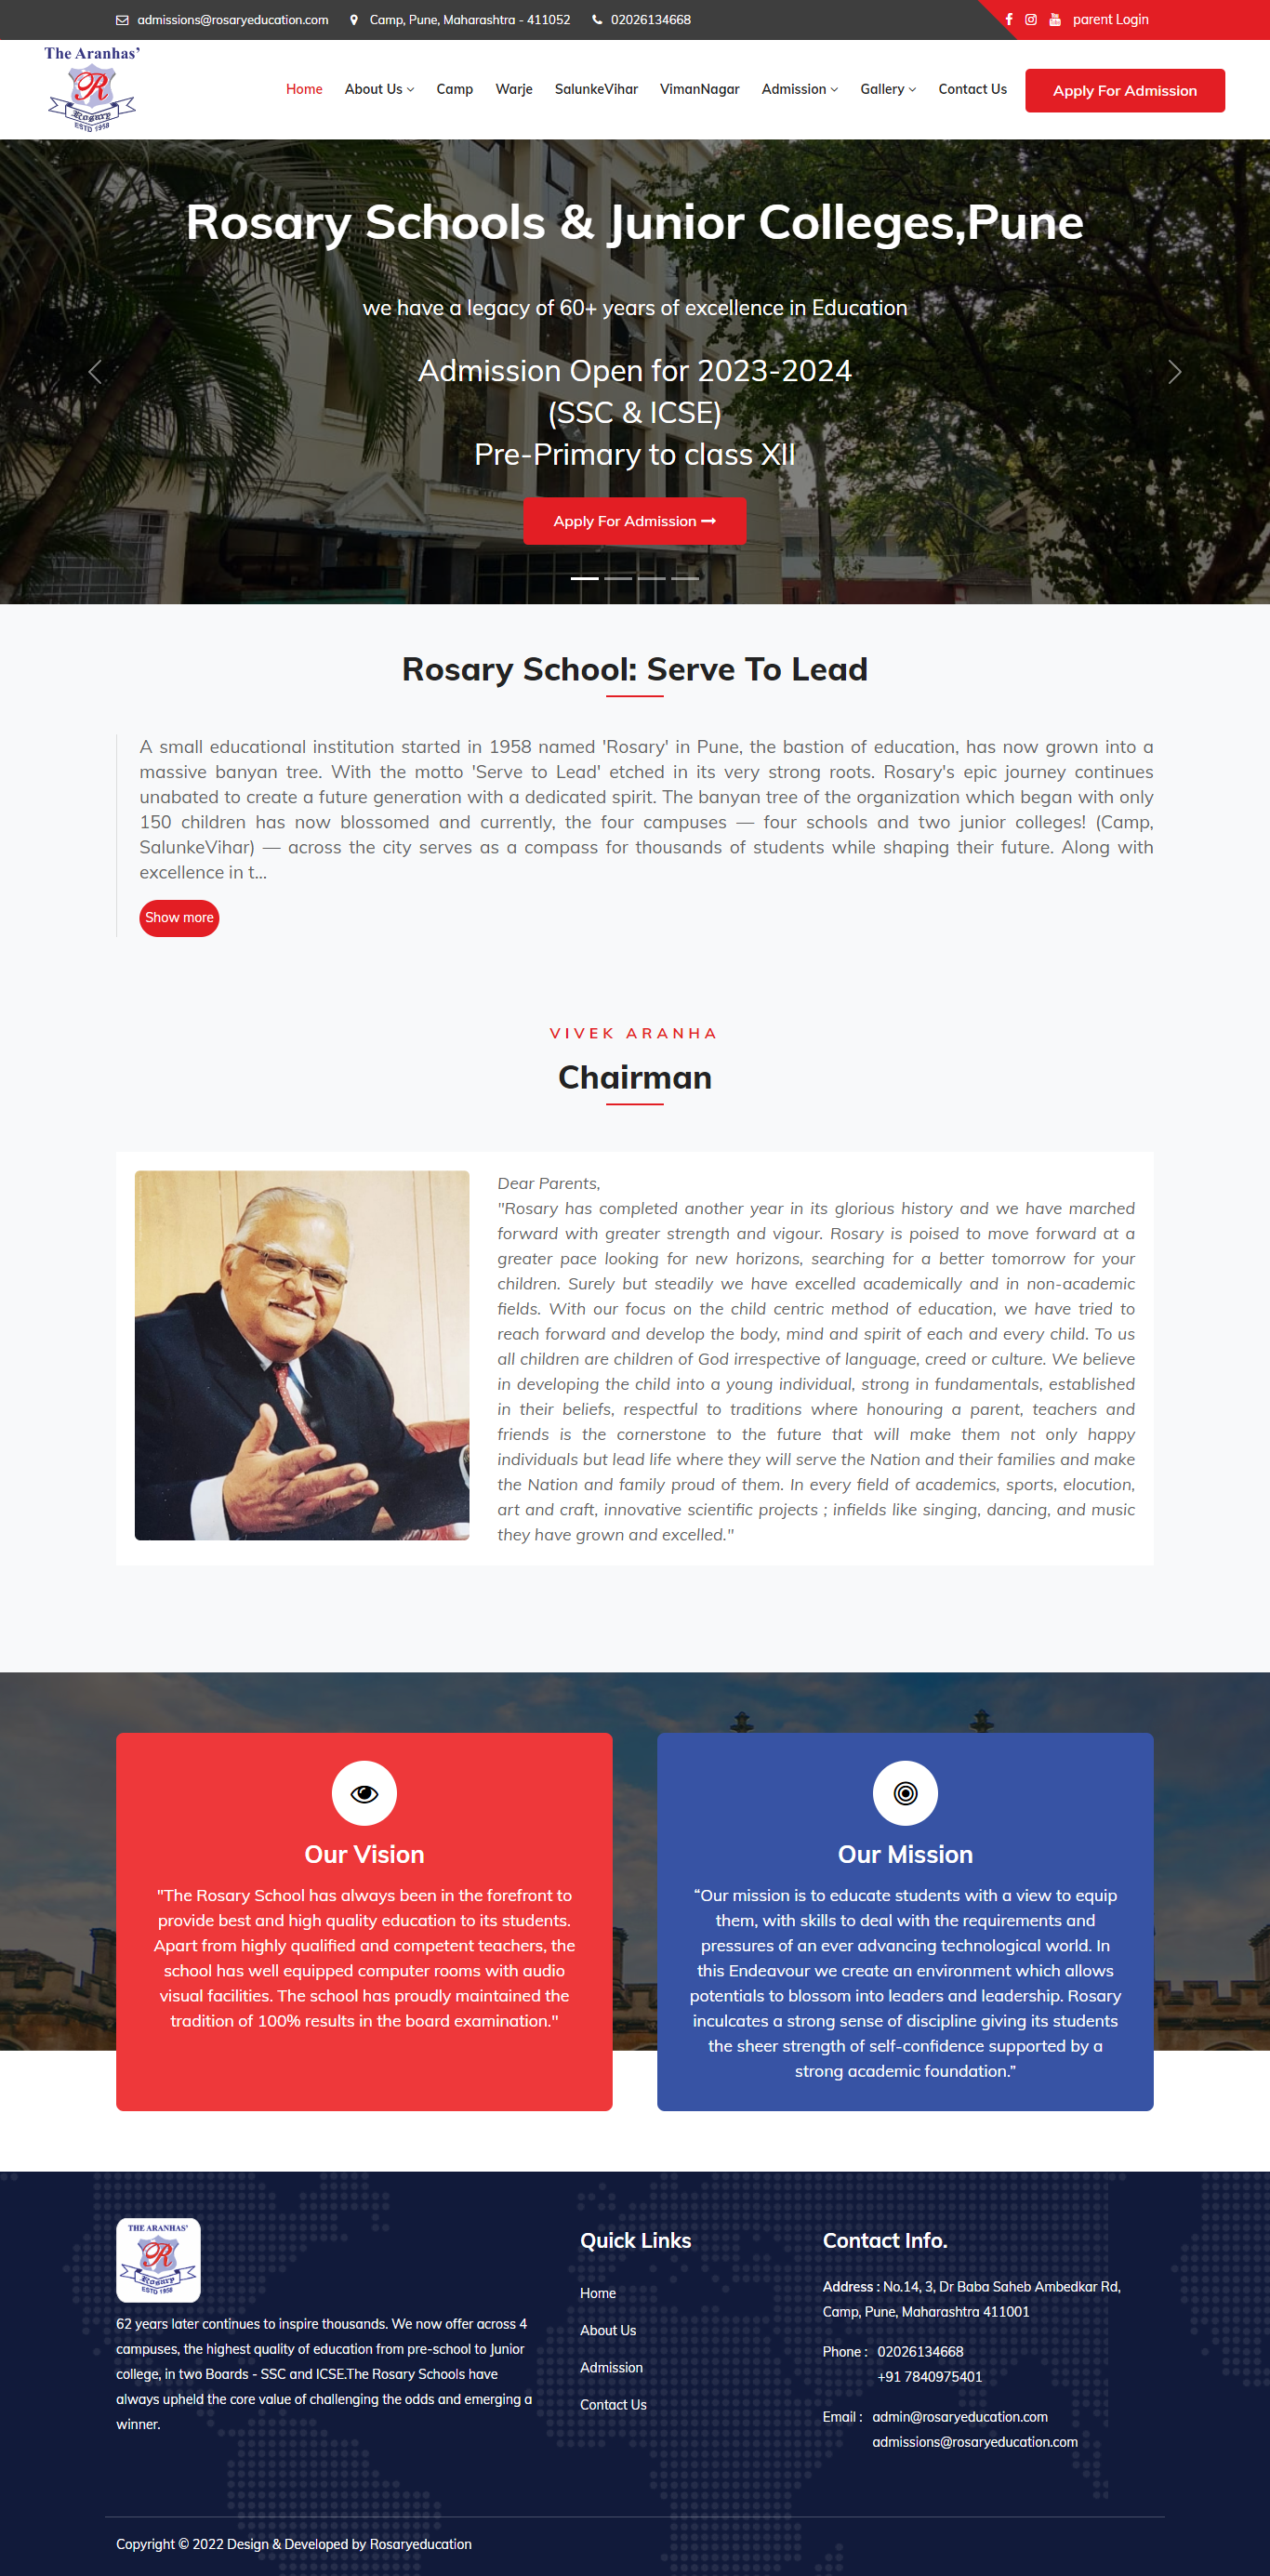 admissions@rosaryeducation.com Camp, Pune, Maharashtra - 411052 02026134668 parent Login
The Aranhas'
R
Rosary
ESTD 1958
Home About Us Camp Warje SalunkeVihar VimanNagar Admission Gallery Contact Us Apply For Admission
Rosary Schools & Junior Colleges,Pune
we have a legacy of 60+ years of excellence in Education
Admission Open for 2023-2024
(SSC & ICSE)
Pre-Primary to class XII
Apply For Admission
Rosary School: Serve To Lead
A small educational institution started in 1958 named 'Rosary' in Pune, the bastion of education, has now grown into a
massive banyan tree. With the motto 'Serve to Lead' etched in its very strong roots. Rosary's epic journey continues
unabated to create a future generation with a dedicated spirit. The banyan tree of the organization which began with only
150 children has now blossomed and currently, the four campuses — four schools and two junior colleges! (Camp,
SalunkeVihar) — across the city serves as a compass for thousands of students while shaping their future. Along with
excellence in t...
Show more
VIVEK ARANHA
Chairman
Dear Parents,
"Rosary has completed another year in its glorious history and we have marched
forward with greater strength and vigour. Rosary is poised to move forward at a
greater pace looking for new horizons, searching for a better tomorrow for your
children. Surely but steadily we have excelled academically and in non-academic
fields. With our focus on the child centric method of education, we have tried to
reach forward and develop the body, mind and spirit of each and every child. To us
all children are children of God irrespective of language, creed or culture. We believe
in developing the child into a young individual, strong in fundamentals, established
in their beliefs, respectful to traditions where honouring a parent, teachers and
friends is the cornerstone to the future that will make them not only happy
individuals but lead life where they will serve the Nation and their families and make
the Nation and family proud of them. In every field of academics, sports, elocution,
art and craft, innovative scientific projects ; infields like singing, dancing, and music
they have grown and excelled."
Our Vision
"The Rosary School has always been in the forefront to
provide best and high quality education to its students.
Apart from highly qualified and competent teachers, the
school has well equipped computer rooms with audio
visual facilities. The school has proudly maintained the
tradition of 100% results in the board examination."
Our Mission
“Our mission is to educate students with a view to equip
them, with skills to deal with the requirements and
pressures of an ever advancing technological world. In
this Endeavour we create an environment which allows
potentials to blossom into leaders and leadership. Rosary
inculcates a strong sense of discipline giving its students
the sheer strength of self-confidence supported by a
strong academic foundation.”
THE ARANHAS'
R
Rosary
ESTD 1958
62 years later continues to inspire thousands. We now offer across 4
campuses, the highest quality of education from pre-school to Junior
college, in two Boards - SSC and ICSE.The Rosary Schools have
always upheld the core value of challenging the odds and emerging a
winner.
Quick Links
Home
About Us
Admission
Contact Us
Contact Info.
Address : No.14, 3, Dr Baba Saheb Ambedkar Rd,
Camp, Pune, Maharashtra 411001
Phone : 02026134668
+91 7840975401
Email : admin@rosaryeducation.com
admissions@rosaryeducation.com
Copyright © 2022 Design & Developed by Rosaryeducation